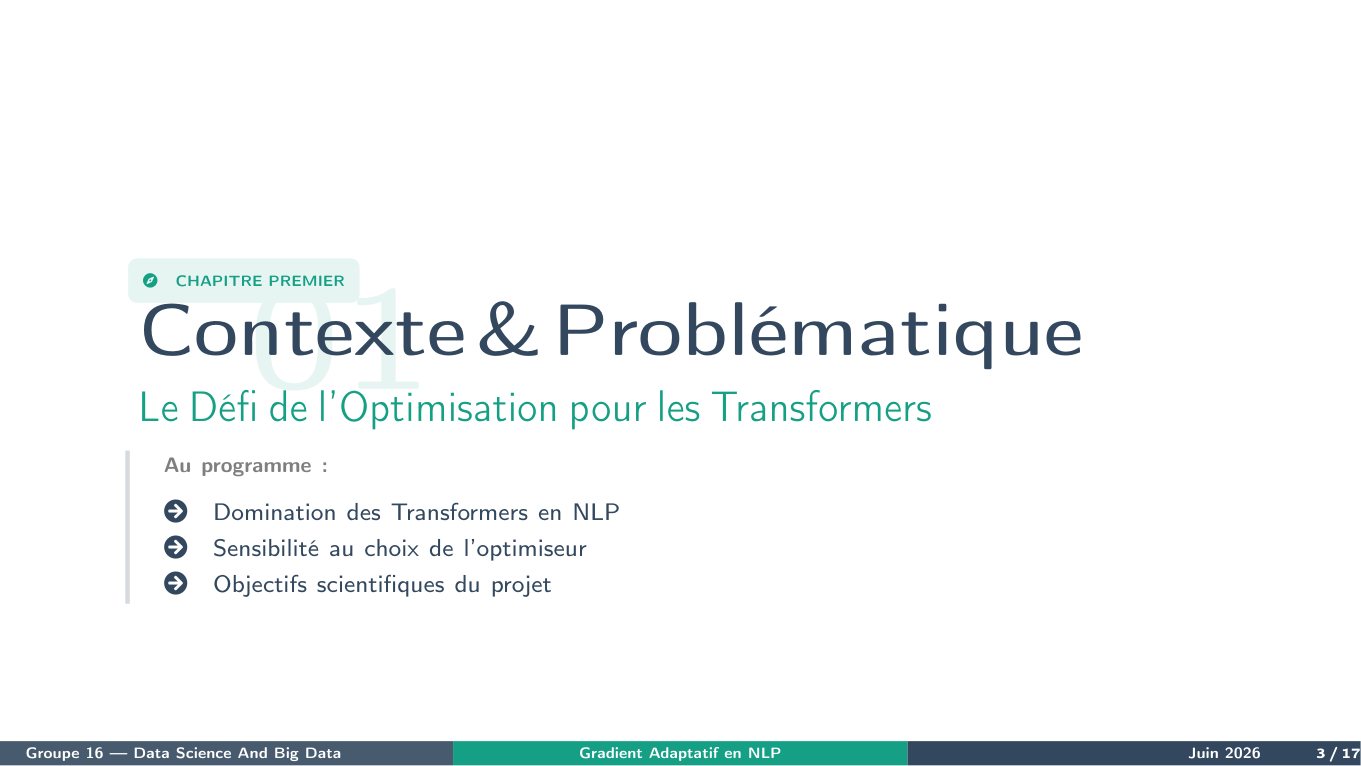 CHAPITRE PREMIER
01
Contexte & Problématique
Le Défi de l'Optimisation pour les Transformers
Au programme :
Domination des Transformers en NLP
Sensibilité au choix de l'optimiseur
Objectifs scientifiques du projet
Groupe 16 — Data Science And Big Data
Gradient Adaptatif en NLP
Juin 2026
3 / 17